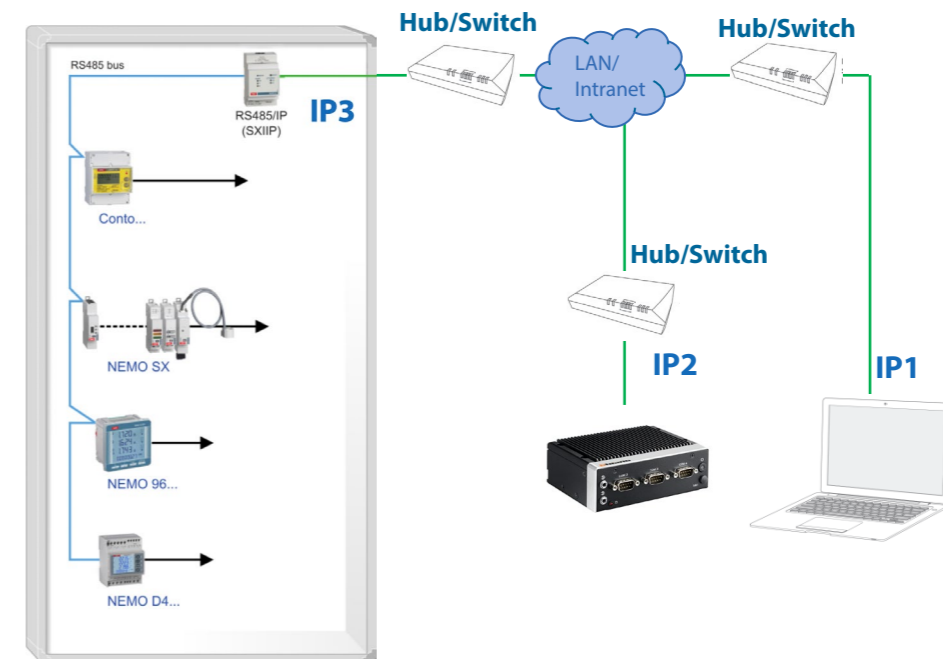 Hub/Switch
Hub/Switch
RS485 bus
LAN/
Intranet
IP3
RS485/IP
(SXIIP)
Conto...
Hub/Switch
NEMO SX
IP2
IP1
NEMO 96...
NEMO D4...